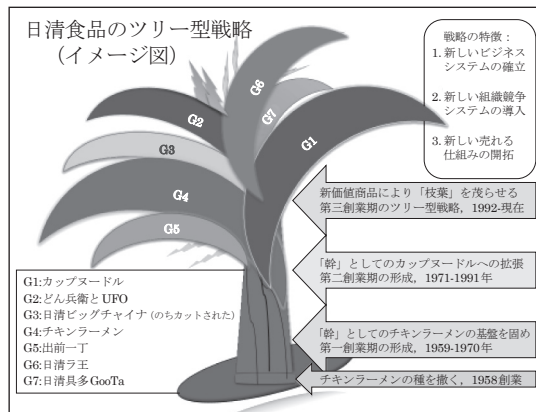 日清食品のツリー型戦略
(イメージ図)
戦略の特徴:
1. 新しいビジネス
システムの確立
2. 新しい組織競争
システムの導入
3. 新しい売れる
仕組みの開拓
G6
G2
G7
G1
G3
G4
G5
新価値商品により「枝葉」を茂らせる
第三創業期のツリー型戦略, 1992-現在
「幹」としてのカップヌードルへの拡張
第二創業期の形成, 1971-1991年
「幹」としてのチキンラーメンの基盤を固め
第一創業期の形成, 1959-1970年
チキンラーメンの種を撒く, 1958創業
G1:カップヌードル
G2:どん兵衛とUFO
G3:日清ビッグチャイナ (のちカットされた)
G4:チキンラーメン
G5:出前一丁
G6:日清ラ王
G7:日清具多GooTa